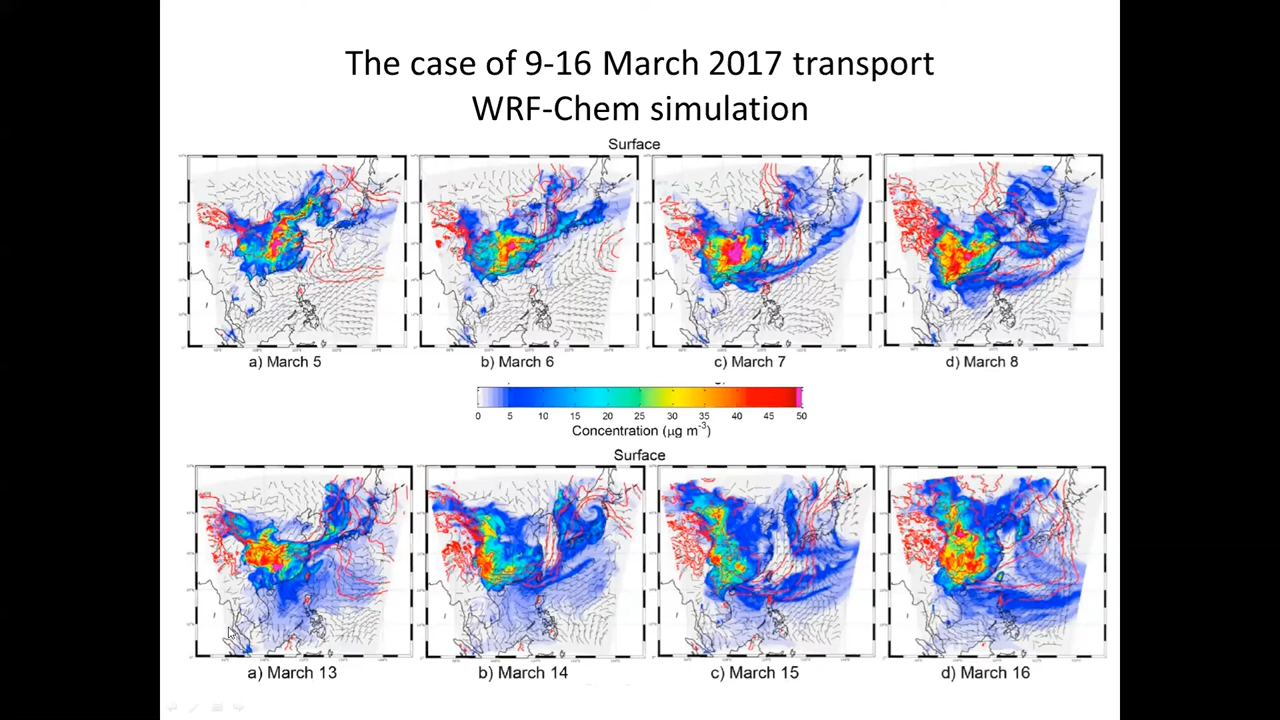 The case of 9-16 March 2017 transport
WRF-Chem simulation
Surface
a) March 5
b) March 6
c) March 7
d) March 8
0 5 10 15 20 25 30 35 40 45 50
Concentration (μg m-3)
Surface
a) March 13
b) March 14
c) March 15
d) March 16